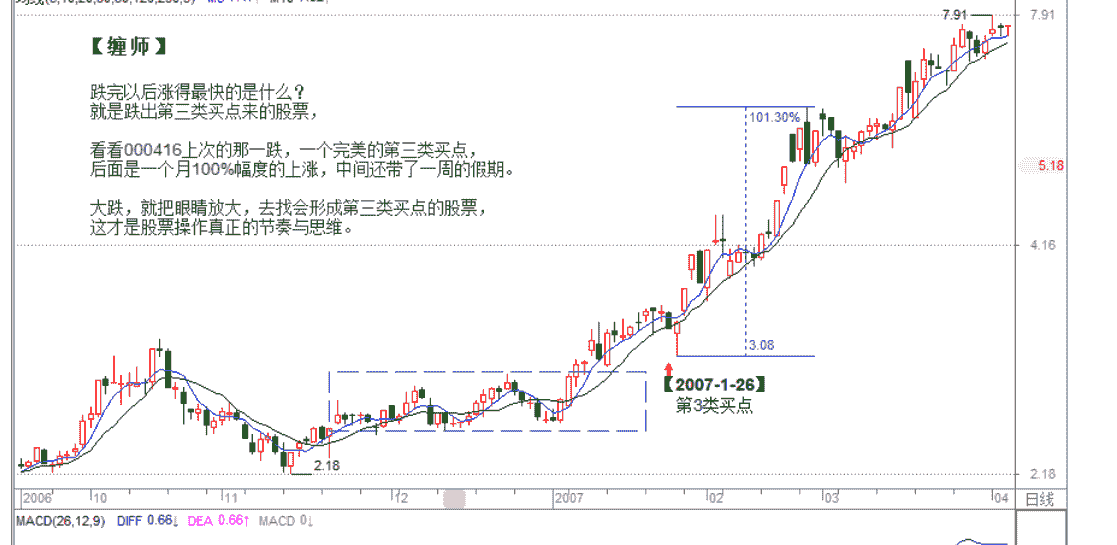 7.91
7.91
【缠师】
跌完以后涨得最快的是什么？
就是跌出第三类买点来的股票，
看看000416上次的那一跌，一个完美的第三类买点，
后面是一个月100%幅度的上涨，中间还带了一周的假期。
大跌，就把眼睛放大，去找会形成第三类买点的股票，
这才是股票操作真正的节奏与思维。
101.30%
5.18
4.16
3.08
【2007-1-26】
第3类买点
2.18
2.18
2006 10 11 12 2007 02 03 04 日线
MACD(26,12,9) DIFF 0.66↓ DEA 0.66↑ MACD 0↓